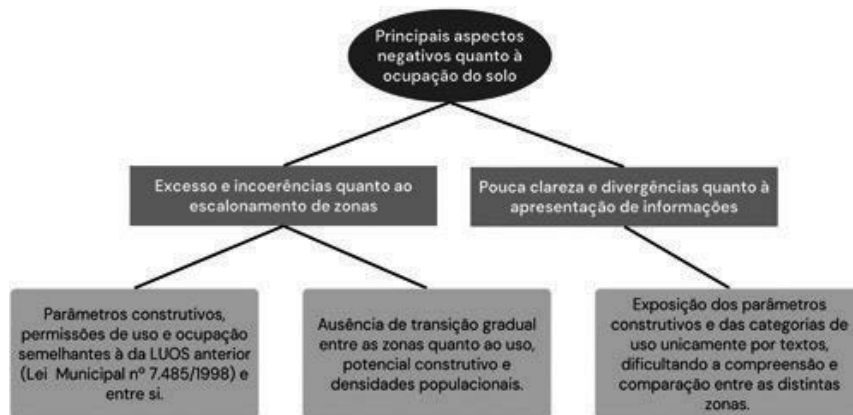 Principais aspectos
negativos quanto à
ocupação do solo
Excesso e incoerências quanto ao
escalonamento de zonas
Pouca clareza e divergências quanto à
apresentação de informações
Parâmetros construtivos,
permissões de uso e ocupação
semelhantes à da LUOS anterior
(Lei Municipal nº 7.485/1998) e
entre si.
Ausência de transição gradual
entre as zonas quanto ao uso,
potencial construtivo e
densidades populacionais.
Exposição dos parâmetros
construtivos e das categorias de
uso unicamente por textos,
dificultando a compreensão e
comparação entre as distintas
zonas.